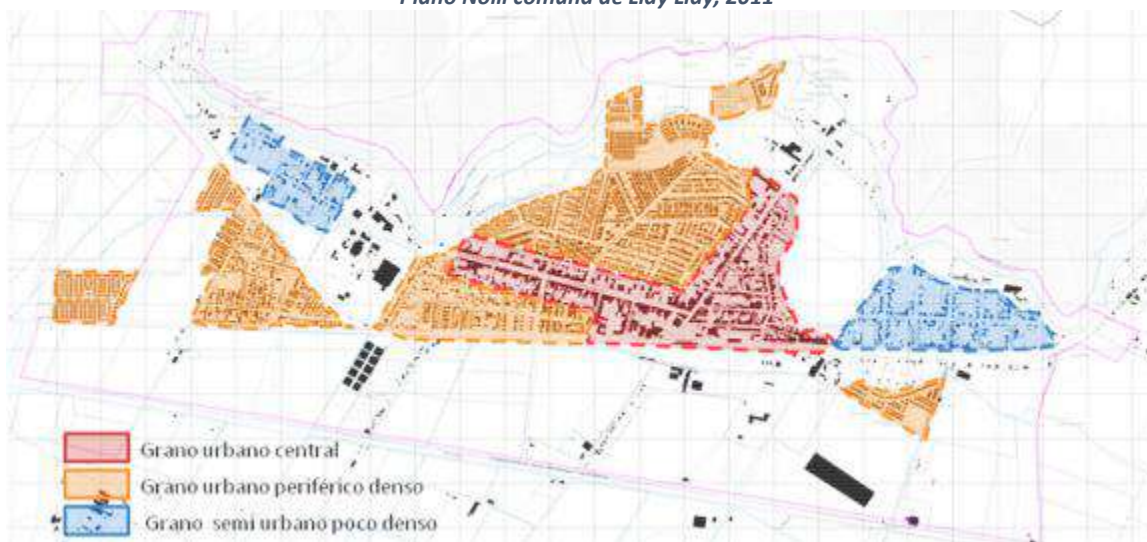 Plano Nolli comuna de Llay Llay, 2011
Grano urbano central
Grano urbano periférico denso
Grano semi urbano poco denso